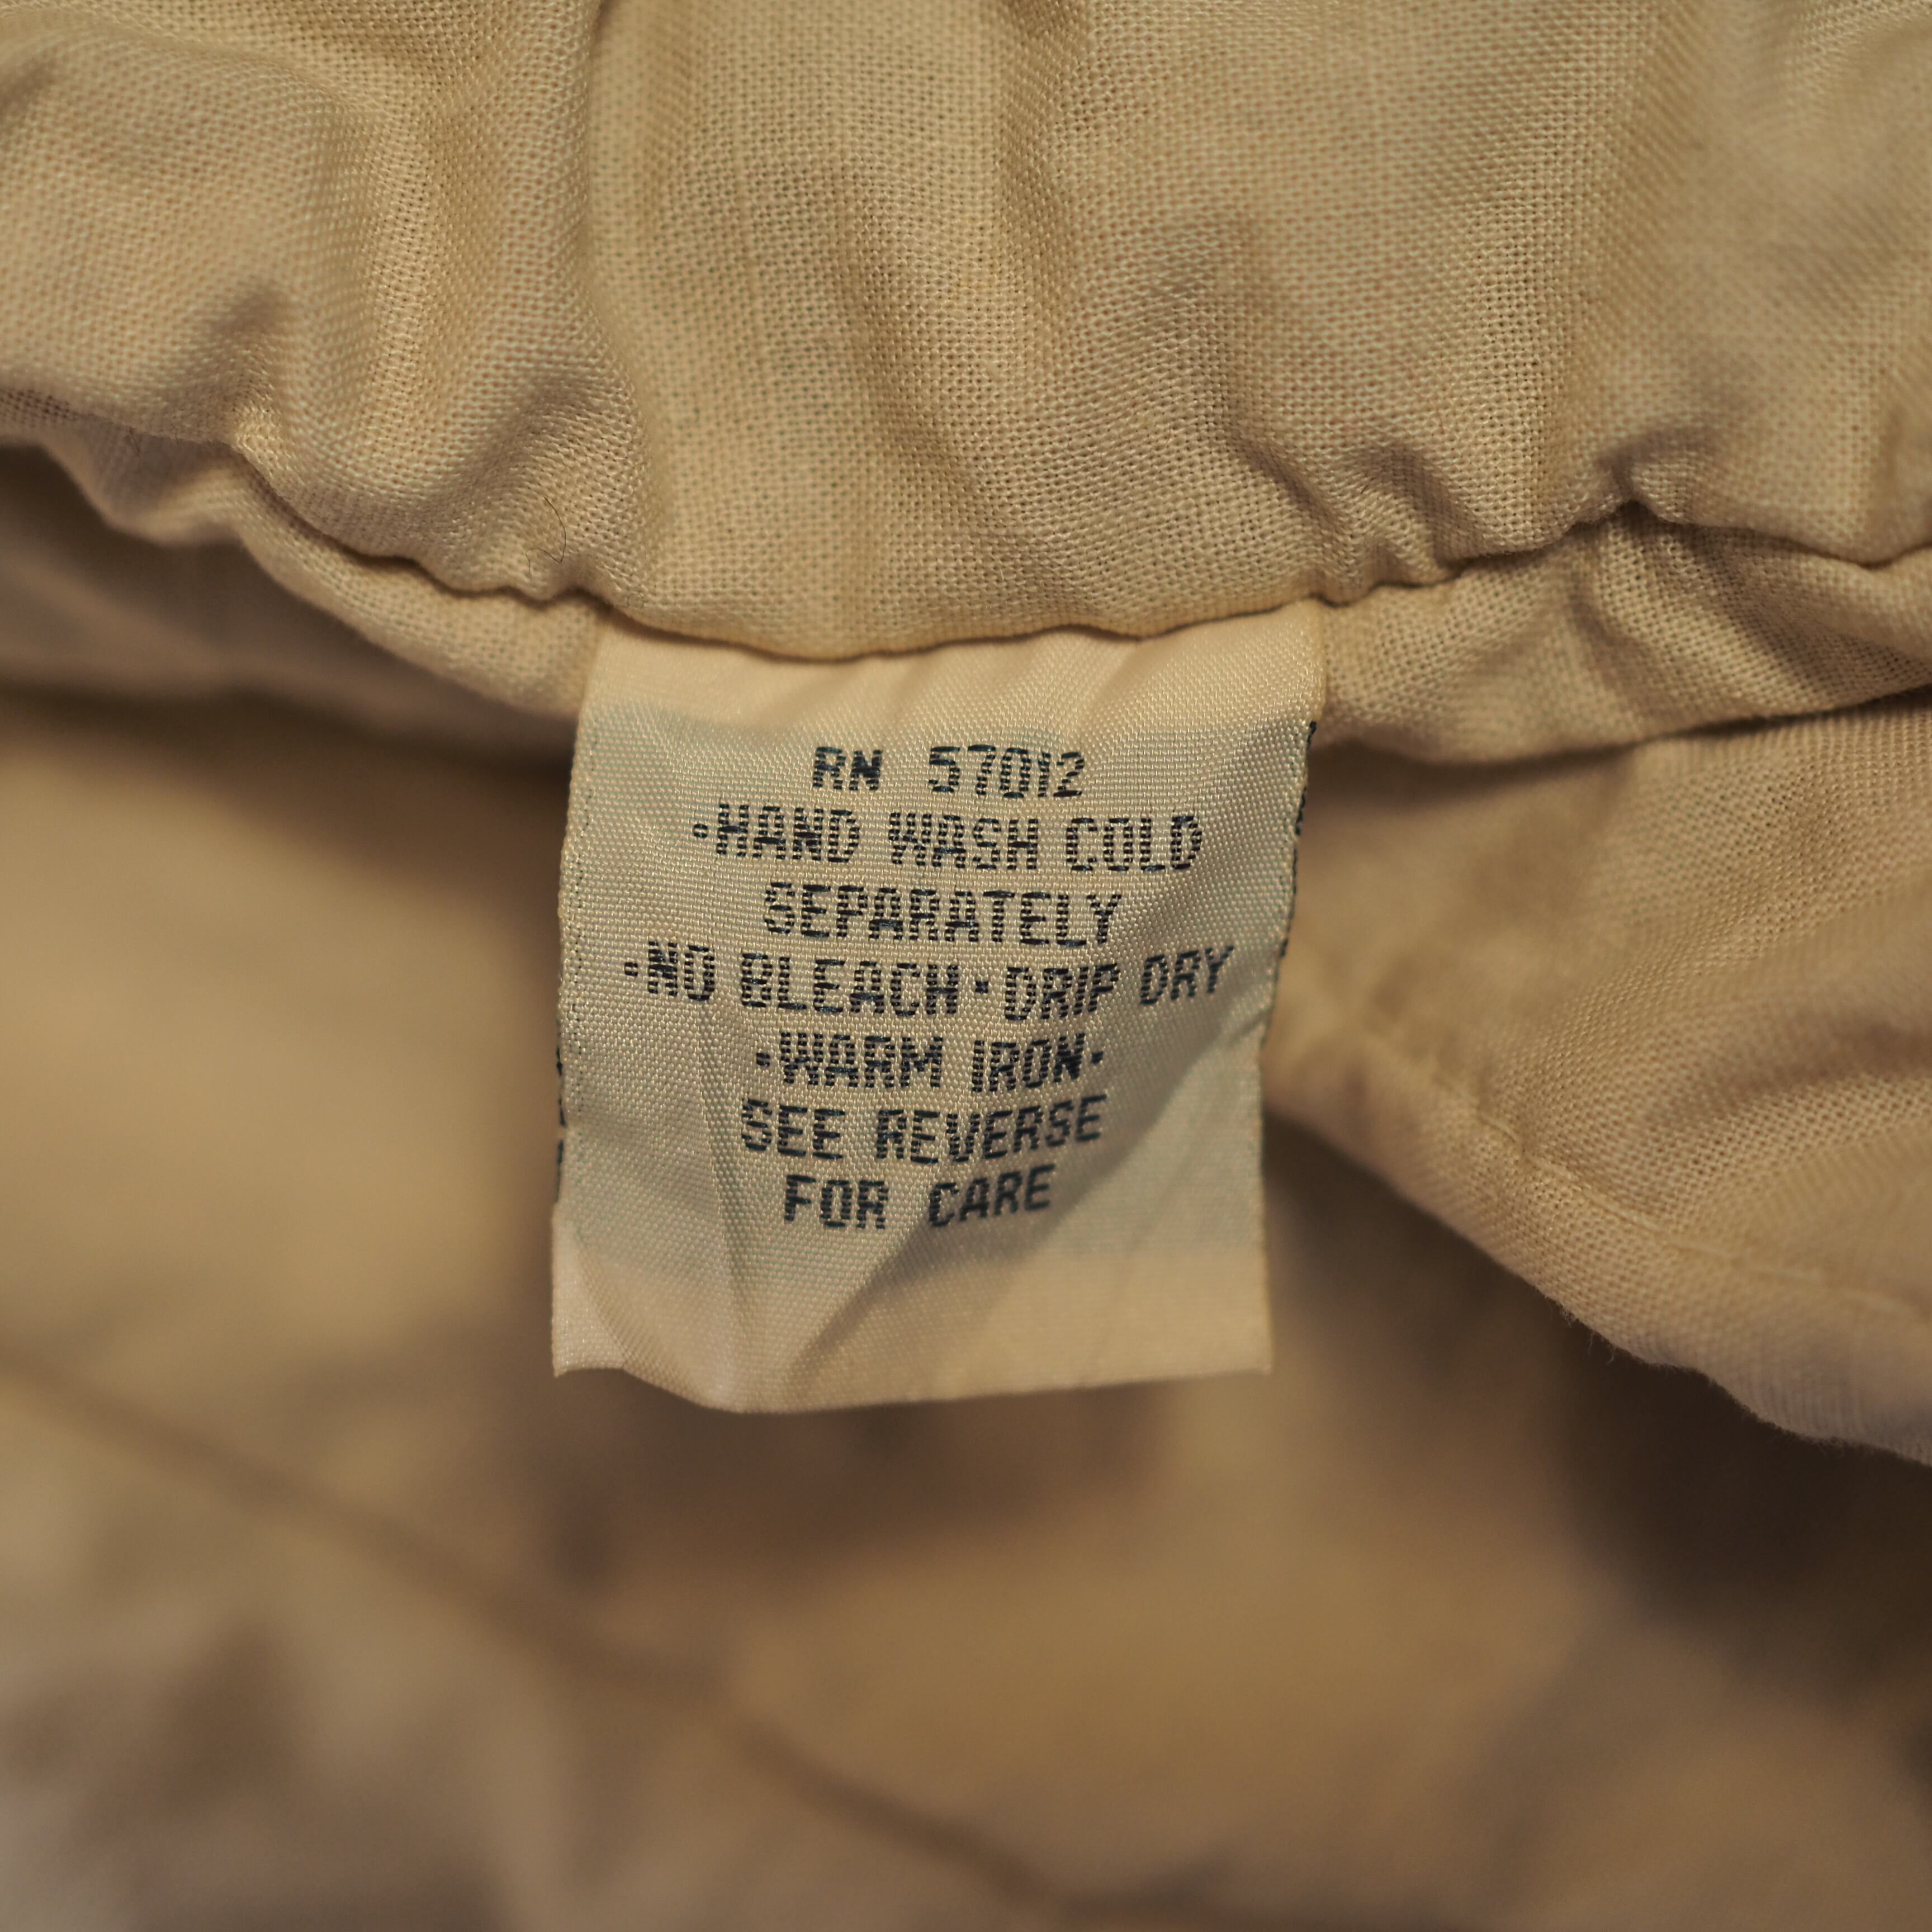 RN 57012
·HAND WASH COLD
SEPARATELY
·NO BLEACH·DRIP DRY
·WARM IRON·
SEE REVERSE
FOR CARE